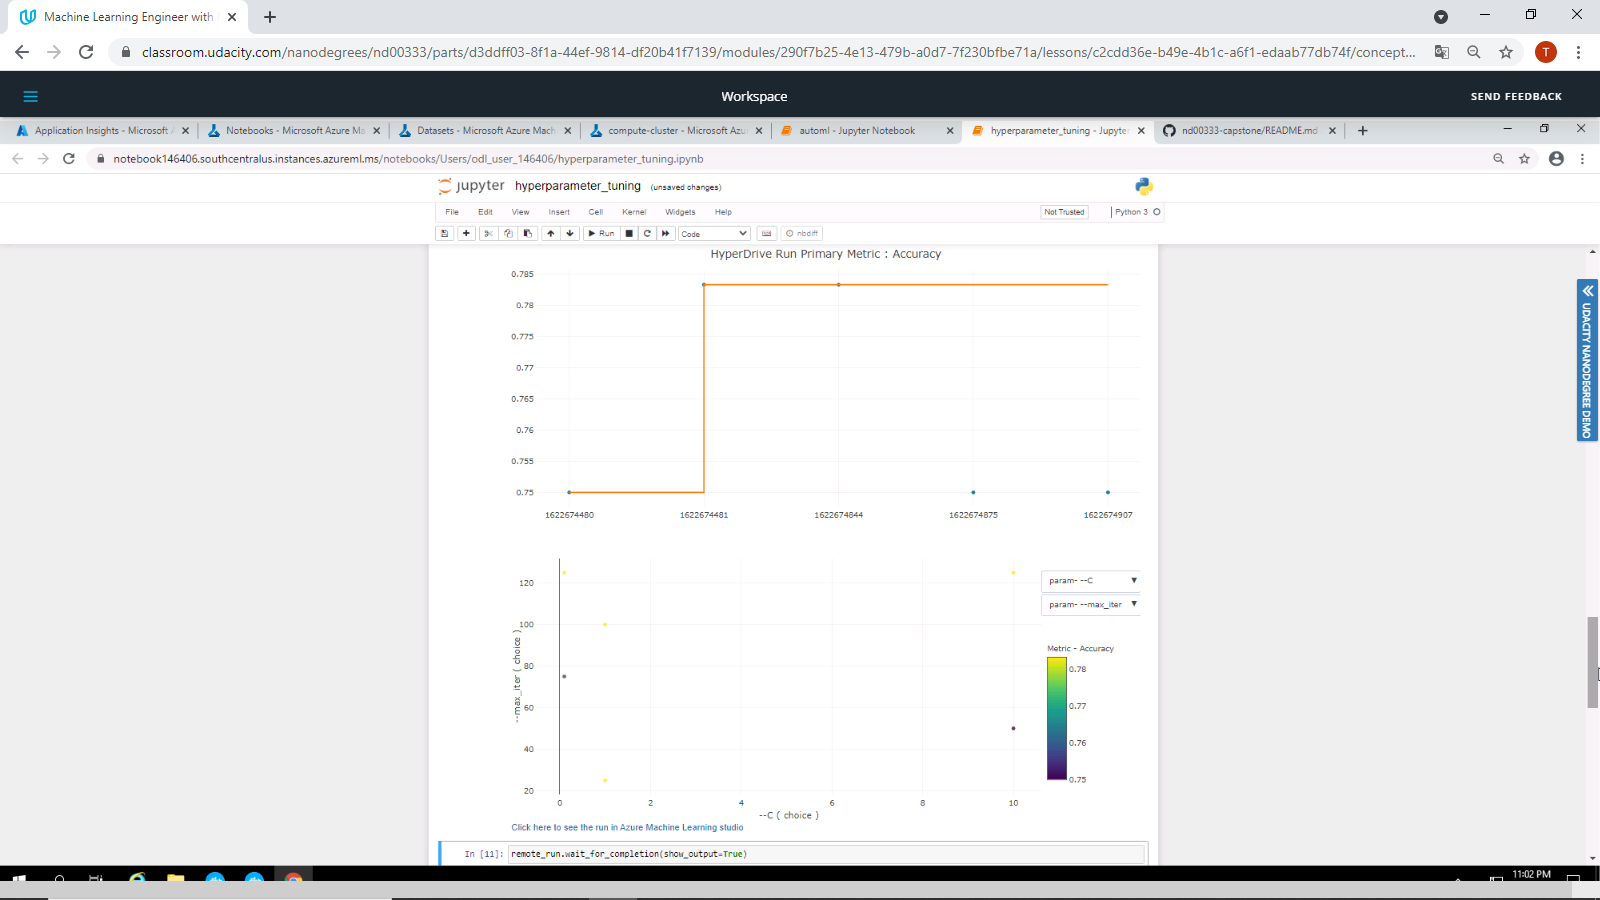 Machine Learning Engineer with
classroom.udacity.com/nanodegrees/nd00333/parts/d3ddff03-8f1a-44ef-9814-df20b41f7139/modules/290f7b25-4e13-479b-a0d7-7f230bfbe71a/lessons/c2cdd36e-b49e-4b1c-a6f1-edaab77db74f/concept...
T
Workspace
SEND FEEDBACK
Application Insights - Microsoft A
Notebooks - Microsoft Azure Ma
Datasets - Microsoft Azure Mach
compute-cluster - Microsoft Azu
automl - Jupyter Notebook
hyperparameter_tuning - Jupyter
nd00333-capstone/README.md
notebook146406.southcentralus.instances.azureml.ms/notebooks/Users/odl_user_146406/hyperparameter_tuning.ipynb
jupyter hyperparameter_tuning (unsaved changes)
File Edit View Insert Cell Kernel Widgets Help
Not Trusted
Python 3
Run
Code
nbdiff
HyperDrive Run Primary Metric : Accuracy
0.785
0.78
0.775
0.77
0.765
0.76
0.755
0.75
1622674480 1622674481 1622674844 1622674875 1622674907
UDACITY NANODEGREE DEMO
120
100
80
60
40
20
--max_iter ( choice )
0 2 4 6 8 10
--C ( choice )
param- --C
param- --max_iter
Metric - Accuracy
0.78
0.77
0.76
0.75
Click here to see the run in Azure Machine Learning studio
In [11]: remote_run.wait_for_completion(show_output=True)
11:02 PM